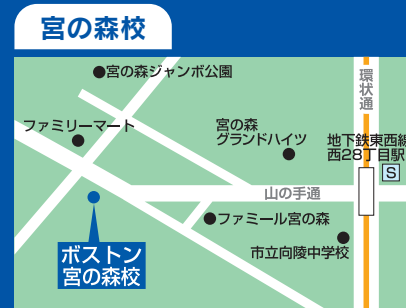 宮の森校
宮の森ジャンボ公園
環状通
ファミリーマート
宮の森
グランドハイツ
地下鉄東西線
西28丁目駅
S
山の手通
ファミール宮の森
ボストン
宮の森校
市立向陵中学校